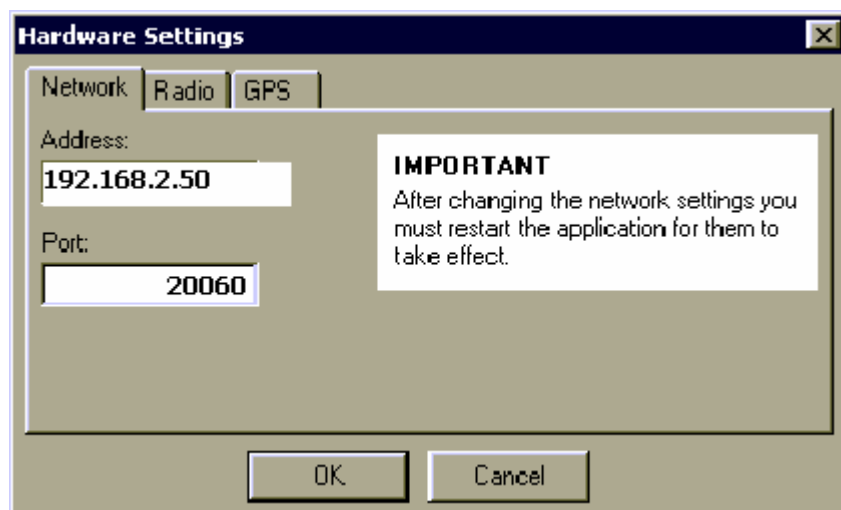 Hardware Settings
Network Radio GPS
Address:
192.168.2.50
Port:
20060
IMPORTANT
After changing the network settings you
must restart the application for them to
take effect.
OK Cancel